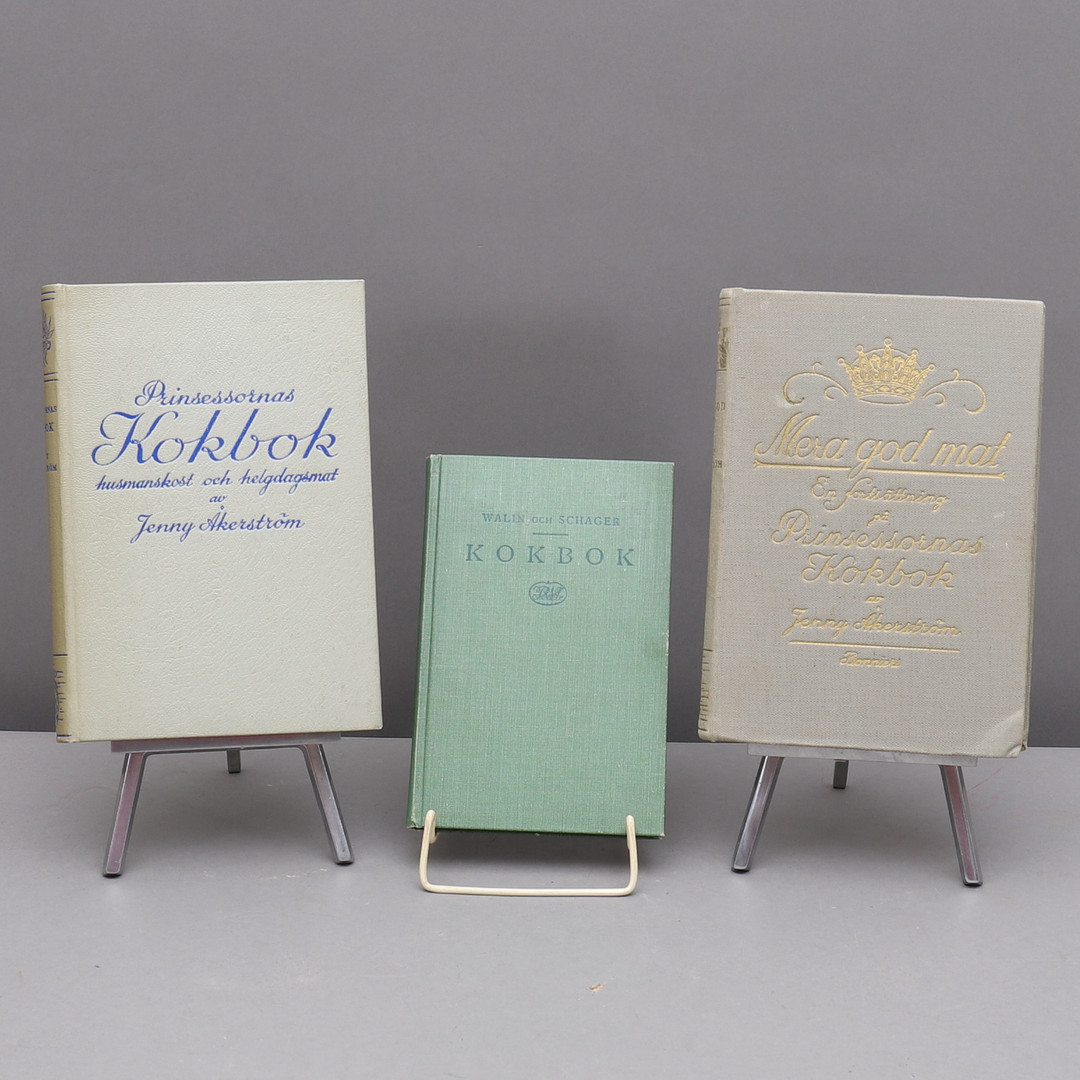 Prinsessornas
Kokbok
husmanskost och helgdagsmat
av
Jenny Åkerström
WALIN OCH SCHAGER
KOKBOK
Mera god mat
En fortsättning
på
Prinsessornas
Kokbok
av
Jenny Åkerström